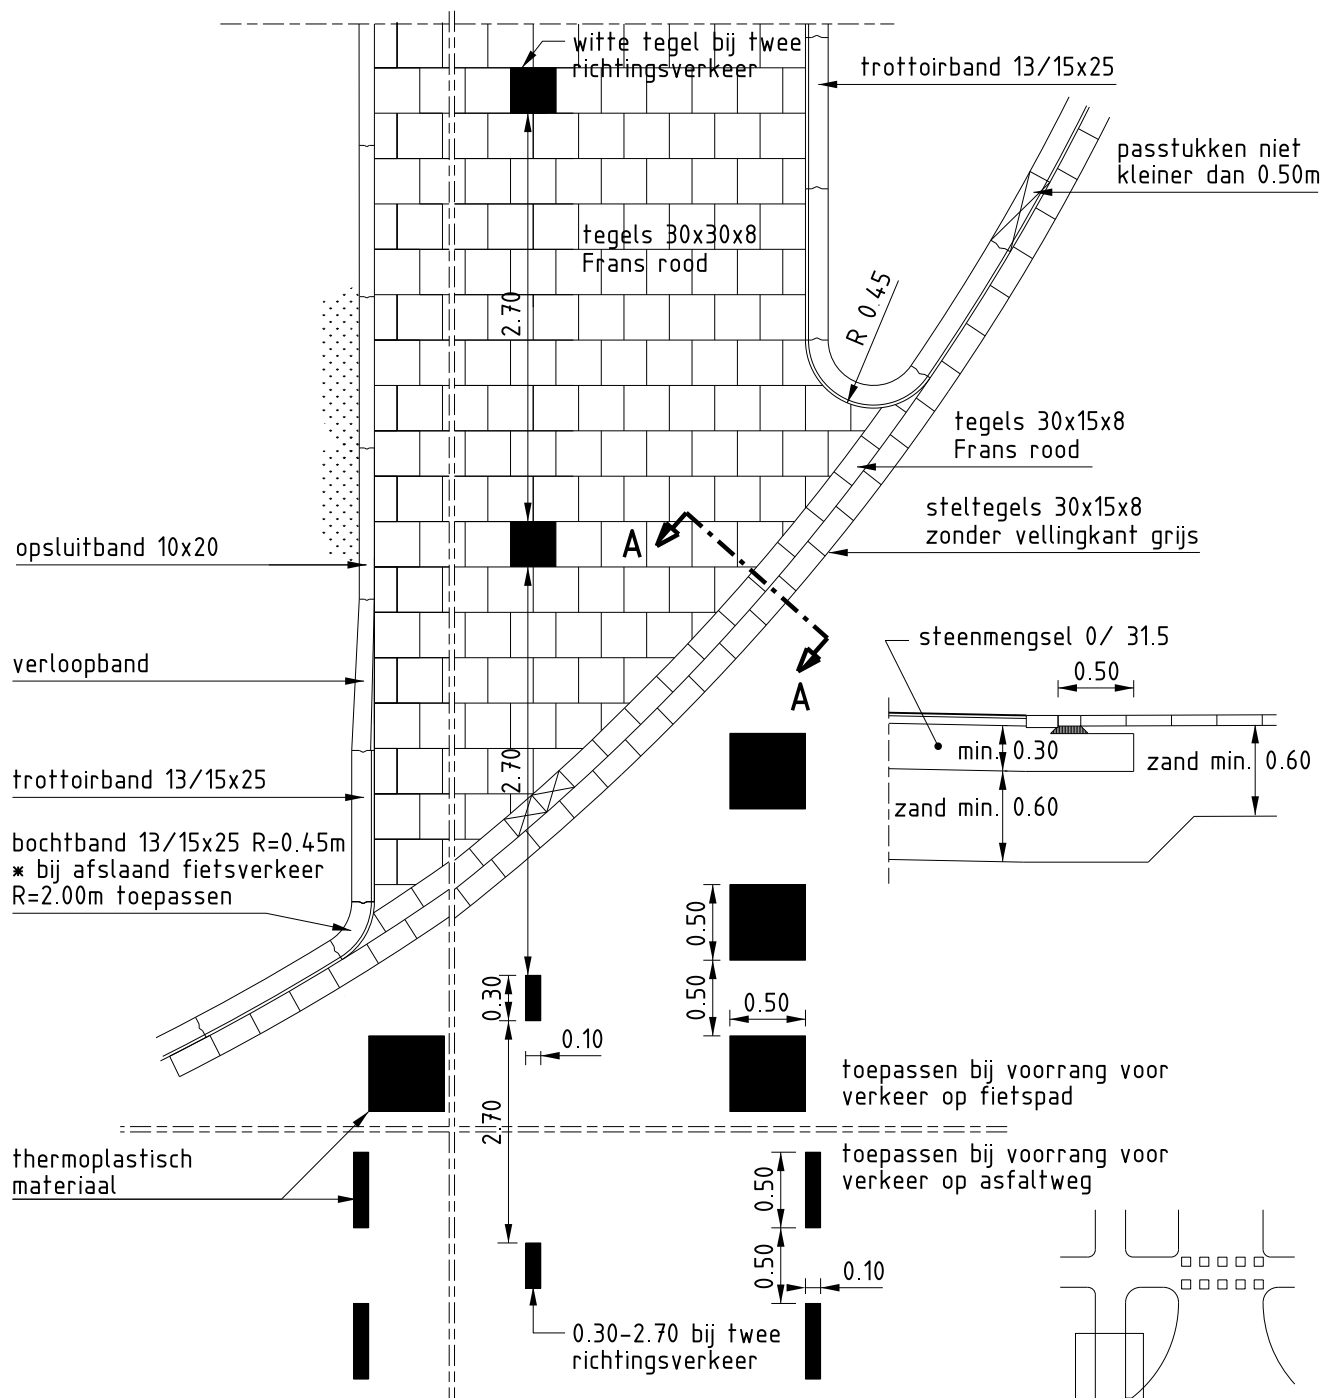 witte tegel bij twee
richtingsverkeer
trottoirband 13/15x25
passtukken niet
kleiner dan 0.50m
tegels 30x30x8
Frans rood
2.70
R 0.45
tegels 30x15x8
Frans rood
steltegels 30x15x8
zonder vellingkant grijs
A
A
opsluitband 10x20
verloopband
trottoirband 13/15x25
bochtband 13/15x25 R=0.45m
* bij afslaand fietsverkeer
R=2.00m toepassen
2.70
steenmengsel 0/ 31.5
0.50
min. 0.30
zand min. 0.60
zand min. 0.60
0.50
0.50
0.50
0.30
0.10
2.70
toepassen bij voorrang voor
verkeer op fietspad
toepassen bij voorrang voor
verkeer op asfaltweg
thermoplastisch
materiaal
0.50
0.50
0.10
0.30-2.70 bij twee
richtingsverkeer